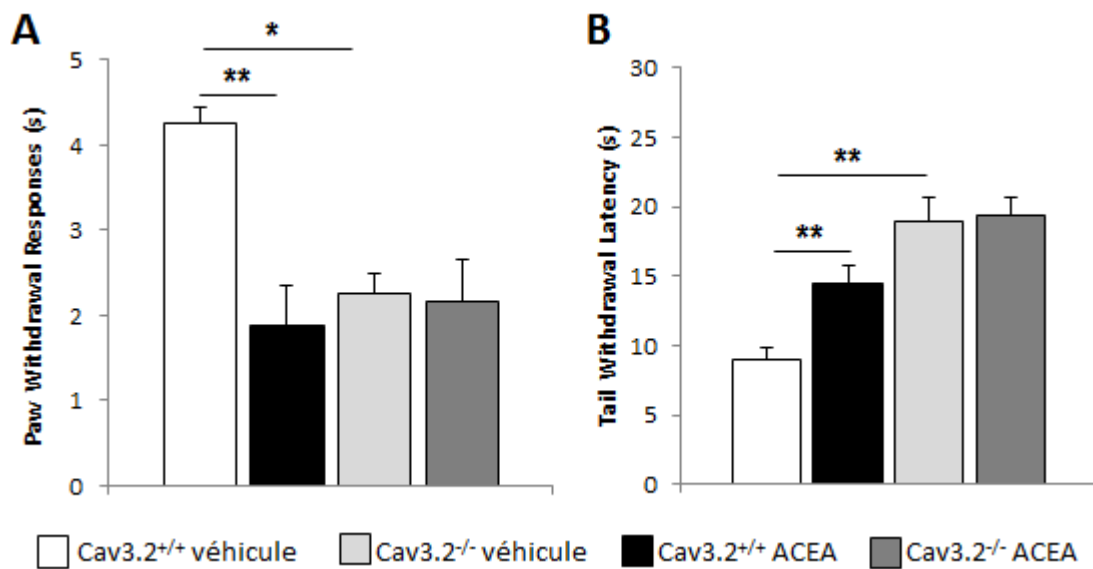 A
Paw Withdrawal Responses (s)
5
4
3
2
1
0
*
**
B
Tail Withdrawal Latency (s)
30
25
20
15
10
5
0
**
**
Cav3.2+/+ véhicule
Cav3.2-/- véhicule
Cav3.2+/+ ACEA
Cav3.2-/- ACEA